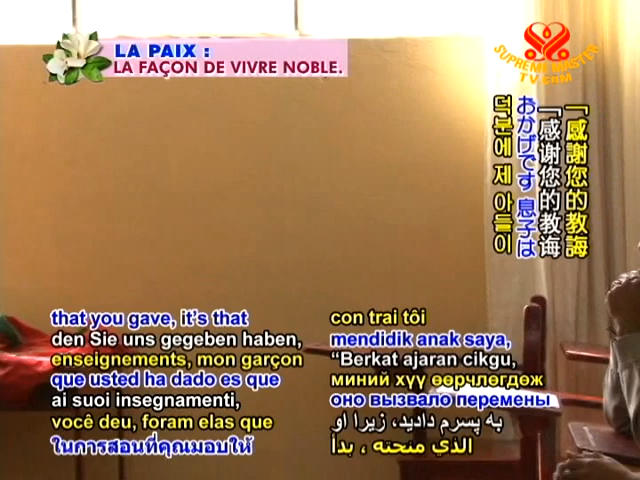 LA PAIX :
LA FAÇON DE VIVRE NOBLE.
SUPREME MASTER
TV.COM
「感謝您的教誨
「感谢您的教诲
おかげです 息子は
덕분에 제 아들이
that you gave, it's that
den Sie uns gegeben haben,
enseignements, mon garçon
que usted ha dado es que
ai suoi insegnamenti,
você deu, foram elas que
ในการสอนที่คุณมอบให้
con trai tôi
mendidik anak saya,
“Berkat ajaran cikgu,
миний хүү өөрчлөгдөж
оно вызвало перемены
به پسرم دادید، زیرا او
الذي منحته ، بدأ